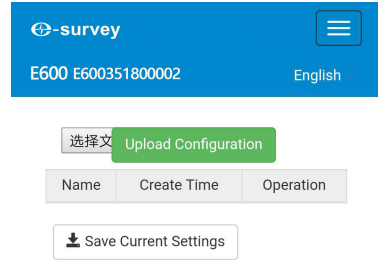 e-survey
E600 E600351800002
English
选择文
Upload Configuration
Name Create Time Operation
Save Current Settings